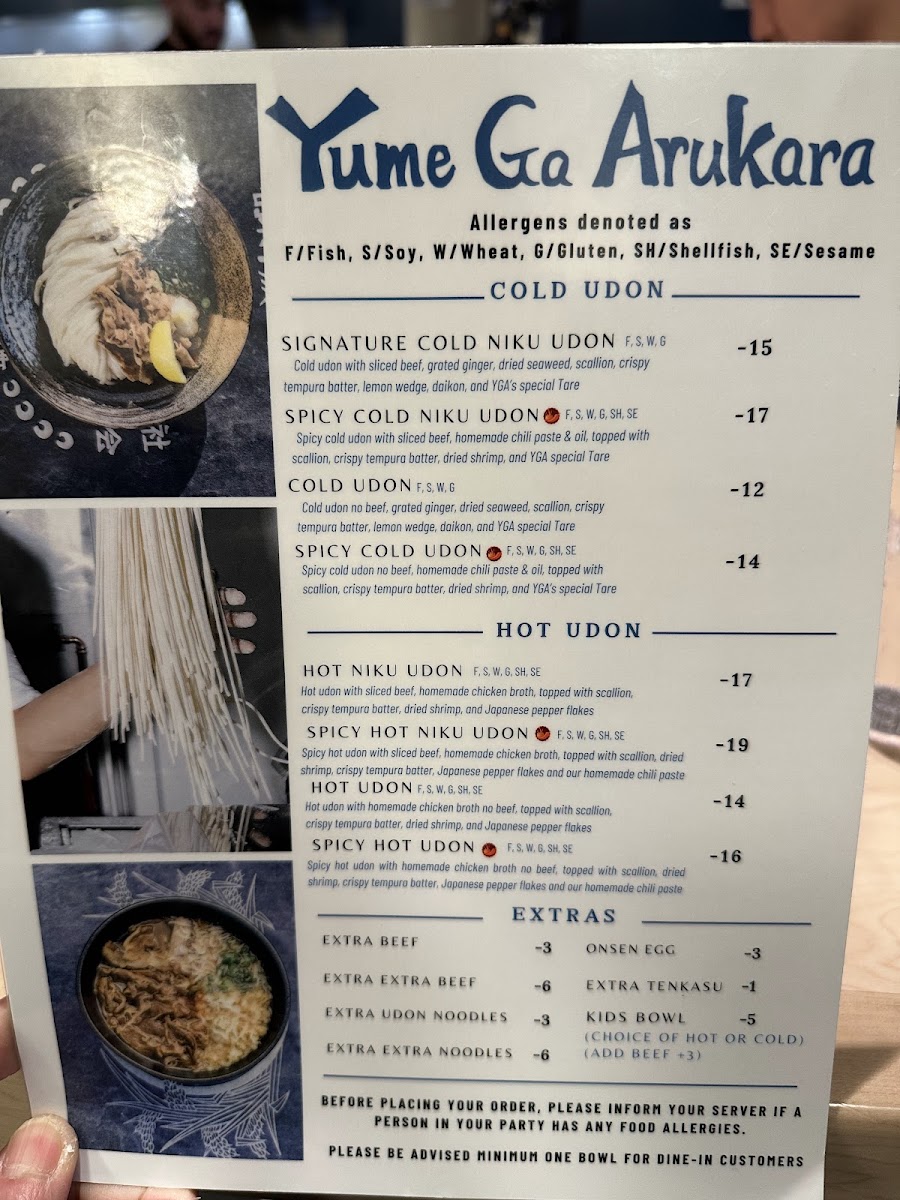 Yume Ga Arukara
Allergens denoted as
F/Fish, S/Soy, W/Wheat, G/Gluten, SH/Shellfish, SE/Sesame
COLD UDON
SIGNATURE COLD NIKU UDON F, S, W, G -15
Cold udon with sliced beef, grated ginger, dried seaweed, scallion, crispy
tempura batter, lemon wedge, daikon, and YGA's special Tare
SPICY COLD NIKU UDON F, S, W, G, SH, SE -17
Spicy cold udon with sliced beef, homemade chili paste & oil, topped with
scallion, crispy tempura batter, dried shrimp, and YGA special Tare
COLD UDON F, S, W, G -12
Cold udon no beef, grated ginger, dried seaweed, scallion, crispy
tempura batter, lemon wedge, daikon, and YGA special Tare
SPICY COLD UDON F, S, W, G, SH, SE -14
Spicy cold udon no beef, homemade chili paste & oil, topped with
scallion, crispy tempura batter, dried shrimp, and YGA's special Tare
HOT UDON
HOT NIKU UDON F, S, W, G, SH, SE -17
Hot udon with sliced beef, homemade chicken broth, topped with scallion,
crispy tempura batter, dried shrimp, and Japanese pepper flakes
SPICY HOT NIKU UDON F, S, W, G, SH, SE -19
Spicy hot udon with sliced beef, homemade chicken broth, topped with scallion, dried
shrimp, crispy tempura batter, Japanese pepper flakes and our homemade chili paste
HOT UDON F, S, W, G, SH, SE -14
Hot udon with homemade chicken broth no beef, topped with scallion,
crispy tempura batter, dried shrimp, and Japanese pepper flakes
SPICY HOT UDON F, S, W, G, SH, SE -16
Spicy hot udon with homemade chicken broth no beef, topped with scallion, dried
shrimp, crispy tempura batter, Japanese pepper flakes and our homemade chili paste
EXTRAS
EXTRA BEEF -3
EXTRA EXTRA BEEF -6
EXTRA UDON NOODLES -3
EXTRA EXTRA NOODLES -6
ONSEN EGG -3
EXTRA TENKASU -1
KIDS BOWL -5
(CHOICE OF HOT OR COLD)
(ADD BEEF +3)
BEFORE PLACING YOUR ORDER, PLEASE INFORM YOUR SERVER IF A
PERSON IN YOUR PARTY HAS ANY FOOD ALLERGIES.
PLEASE BE ADVISED MINIMUM ONE BOWL FOR DINE-IN CUSTOMERS
社
会